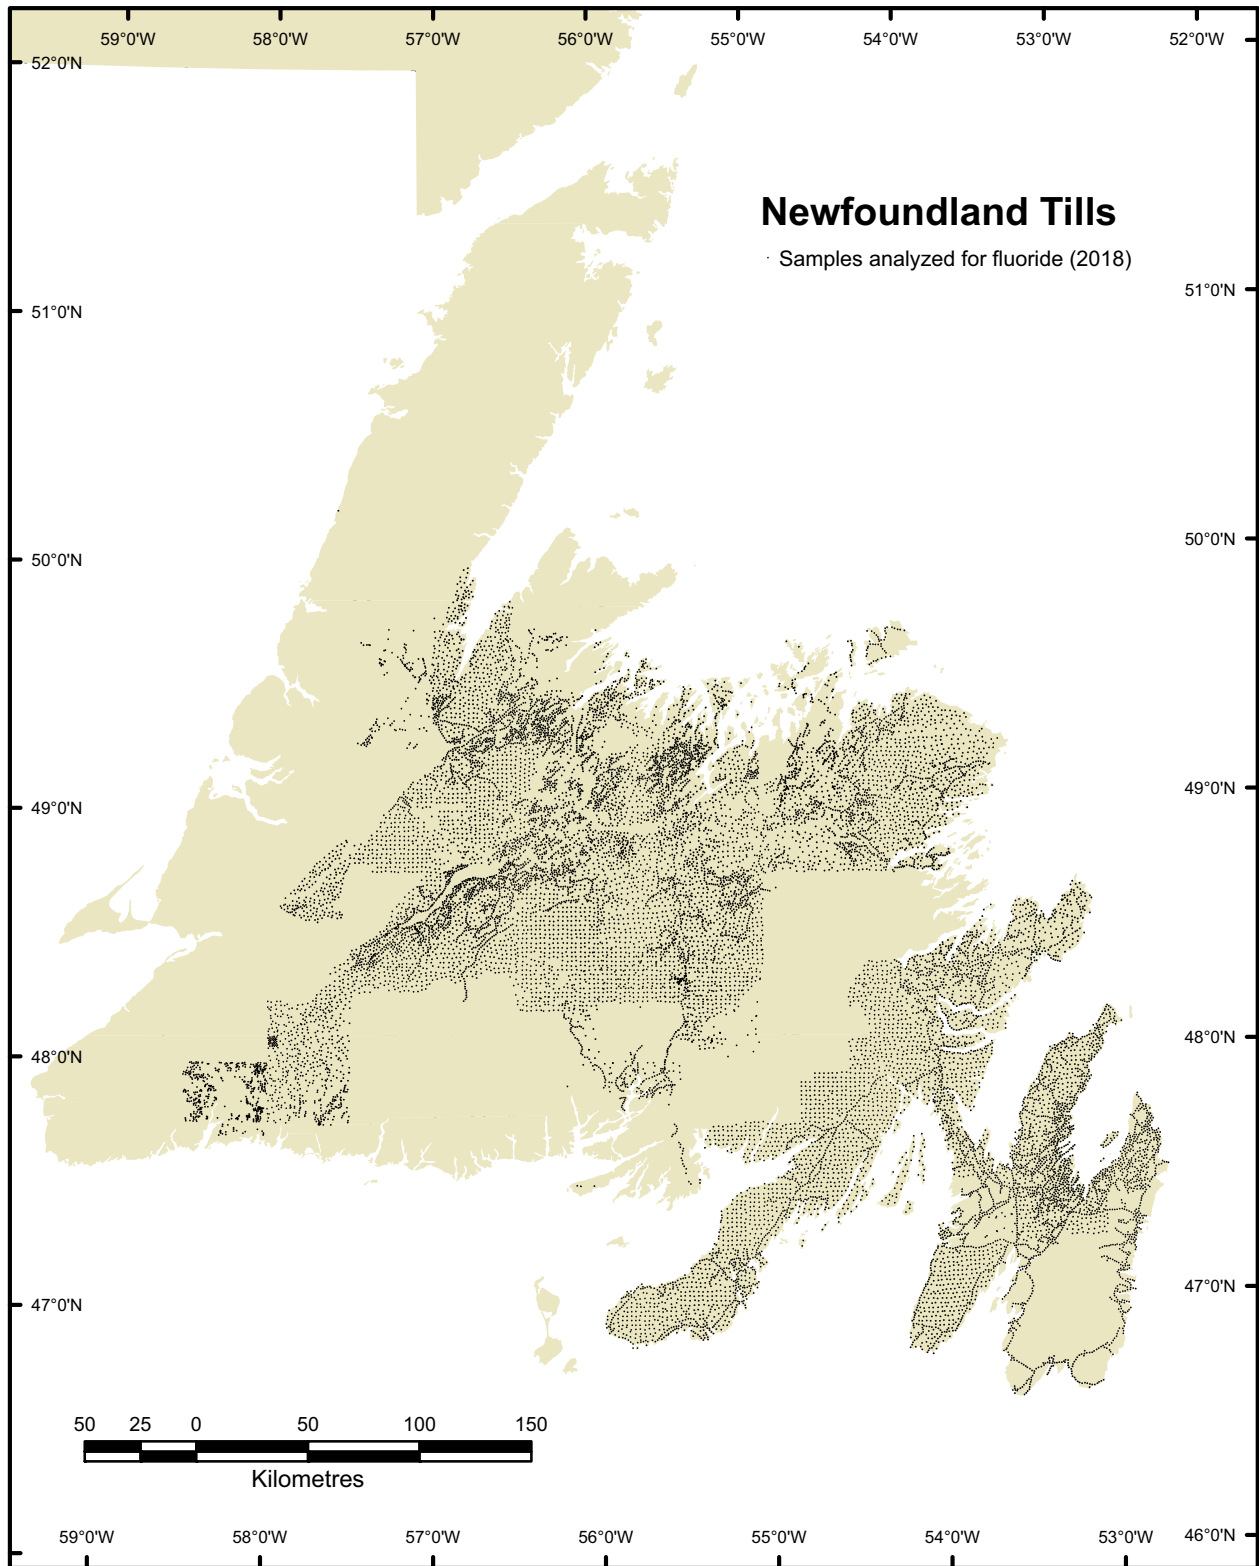 59°0'W 58°0'W 57°0'W 56°0'W 55°0'W 54°0'W 53°0'W 52°0'W
52°0'N
Newfoundland Tills
Samples analyzed for fluoride (2018)
51°0'N
51°0'N
50°0'N
50°0'N
49°0'N
49°0'N
48°0'N
48°0'N
47°0'N
47°0'N
50 25 0 50 100 150
Kilometres
59°0'W 58°0'W 57°0'W 56°0'W 55°0'W 54°0'W 53°0'W 46°0'N